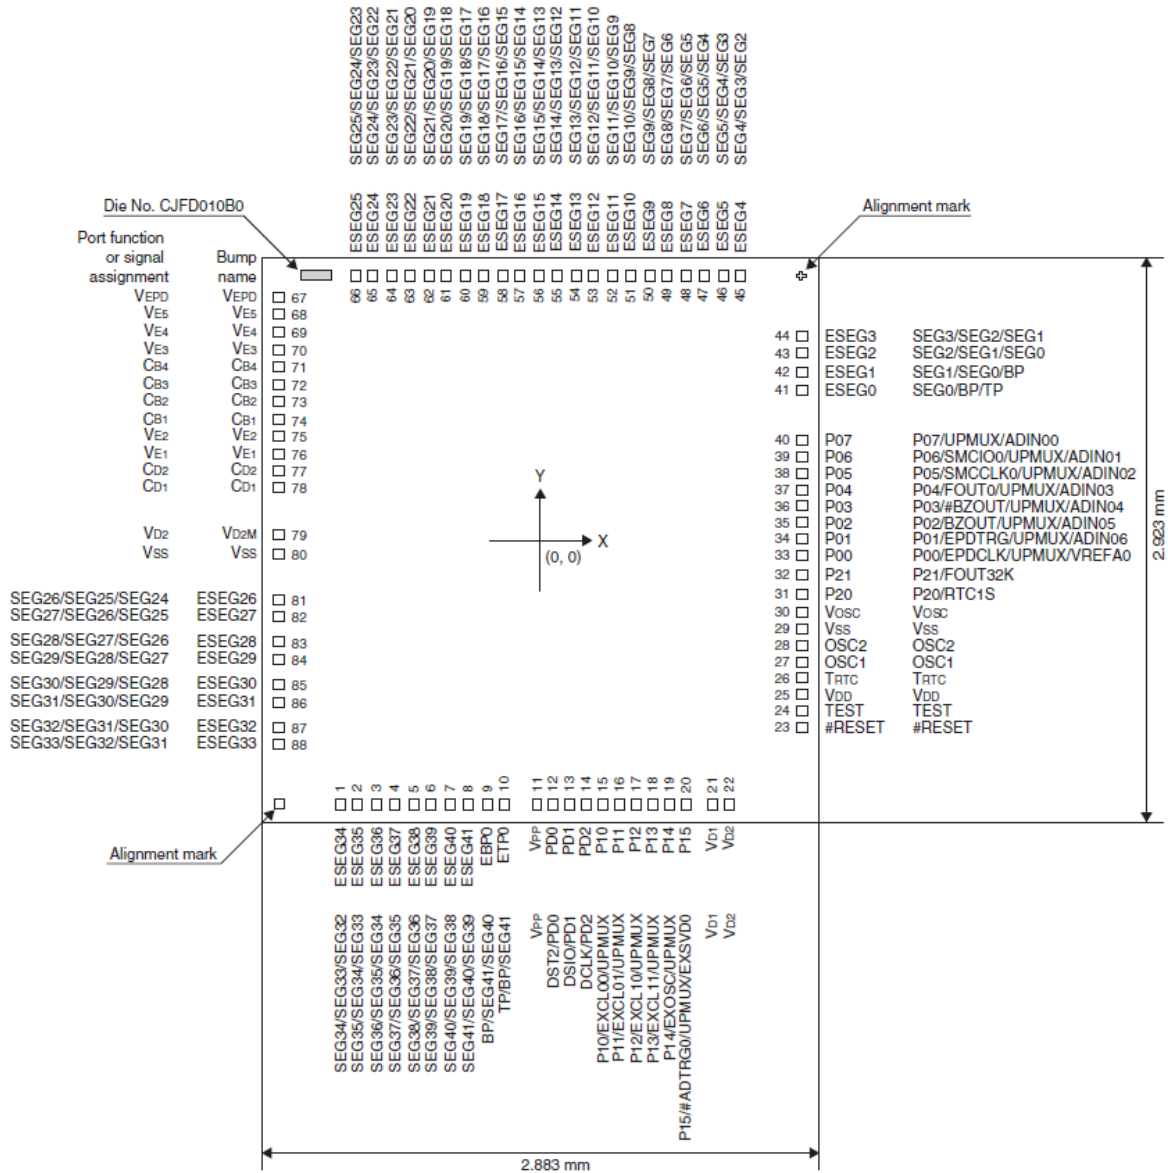 SEG25/SEG24/SEG23
SEG24/SEG23/SEG22
SEG23/SEG22/SEG21
SEG22/SEG21/SEG20
SEG21/SEG20/SEG19
SEG20/SEG19/SEG18
SEG19/SEG18/SEG17
SEG18/SEG17/SEG16
SEG17/SEG16/SEG15
SEG16/SEG15/SEG14
SEG15/SEG14/SEG13
SEG14/SEG13/SEG12
SEG13/SEG12/SEG11
SEG12/SEG11/SEG10
SEG11/SEG10/SEG9
SEG10/SEG9/SEG8
SEG9/SEG8/SEG7
SEG8/SEG7/SEG6
SEG7/SEG6/SEG5
SEG6/SEG5/SEG4
SEG5/SEG4/SEG3
SEG4/SEG3/SEG2
ESEG25
ESEG24
ESEG23
ESEG22
ESEG21
ESEG20
ESEG19
ESEG18
ESEG17
ESEG16
ESEG15
ESEG14
ESEG13
ESEG12
ESEG11
ESEG10
ESEG9
ESEG8
ESEG7
ESEG6
ESEG5
ESEG4
Die No. CJFD010B0
Alignment mark
Port function
or signal
assignment
Bump
name
66 65 64 63 62 61 60 59 58 57 56 55 54 53 52 51 50 49 48 47 46 45
VEPD VEPD 67
VE5 VE5 68
VE4 VE4 69
VE3 VE3 70
CB4 CB4 71
CB3 CB3 72
CB2 CB2 73
CB1 CB1 74
VE2 VE2 75
VE1 VE1 76
CD2 CD2 77
CD1 CD1 78
VD2 VD2M 79
VSS VSS 80
SEG26/SEG25/SEG24 ESEG26 81
SEG27/SEG26/SEG25 ESEG27 82
SEG28/SEG27/SEG26 ESEG28 83
SEG29/SEG28/SEG27 ESEG29 84
SEG30/SEG29/SEG28 ESEG30 85
SEG31/SEG30/SEG29 ESEG31 86
SEG32/SEG31/SEG30 ESEG32 87
SEG33/SEG32/SEG31 ESEG33 88
Y
X
(0, 0)
44 ESEG3 SEG3/SEG2/SEG1
43 ESEG2 SEG2/SEG1/SEG0
42 ESEG1 SEG1/SEG0/BP
41 ESEG0 SEG0/BP/TP
40 P07 P07/UPMUX/ADIN00
39 P06 P06/SMCIO0/UPMUX/ADIN01
38 P05 P05/SMCCLK0/UPMUX/ADIN02
37 P04 P04/FOUT0/UPMUX/ADIN03
36 P03 P03/#BZOUT/UPMUX/ADIN04
35 P02 P02/BZOUT/UPMUX/ADIN05
34 P01 P01/EPDTRG/UPMUX/ADIN06
33 P00 P00/EPDCLK/UPMUX/VREFA0
32 P21 P21/FOUT32K
31 P20 P20/RTC1S
30 VOSC VOSC
29 VSS VSS
28 OSC2 OSC2
27 OSC1 OSC1
26 TRTC TRTC
25 VDD VDD
24 TEST TEST
23 #RESET #RESET
2.923 mm
1 2 3 4 5 6 7 8 9 10 11 12 13 14 15 16 17 18 19 20 21 22
Alignment mark
ESEG34
ESEG35
ESEG36
ESEG37
ESEG38
ESEG39
ESEG40
ESEG41
EBP0
ETP0
VPP
PD0
PD1
PD2
P10
P11
P12
P13
P14
P15
VD1
VD2
SEG34/SEG33/SEG32
SEG35/SEG34/SEG33
SEG36/SEG35/SEG34
SEG37/SEG36/SEG35
SEG38/SEG37/SEG36
SEG39/SEG38/SEG37
SEG40/SEG39/SEG38
SEG41/SEG40/SEG39
BP/SEG41/SEG40
TP/BP/SEG41
VPP
DST2/PD0
DSIO/PD1
DCLK/PD2
P10/EXCL00/UPMUX
P11/EXCL01/UPMUX
P12/EXCL10/UPMUX
P13/EXCL11/UPMUX
P14/EXOSC/UPMUX
P15/#ADTRG0/UPMUX/EXSVD0
VD1
VD2
2.883 mm